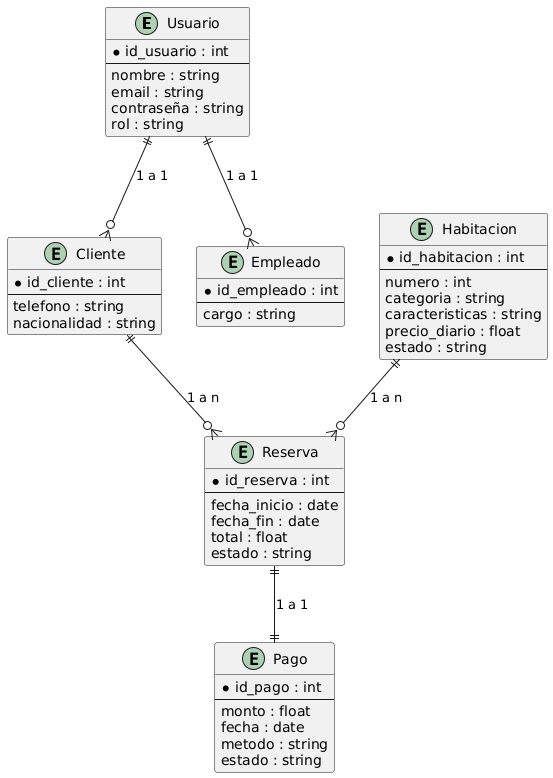 E Usuario
* id_usuario : int
nombre : string
email : string
contraseña : string
rol : string
1 a 1
1 a 1
E Cliente
* id_cliente : int
telefono : string
nacionalidad : string
E Empleado
* id_empleado : int
cargo : string
E Habitacion
* id_habitacion : int
numero : int
categoria : string
caracteristicas : string
precio_diario : float
estado : string
1 a n
1 a n
E Reserva
* id_reserva : int
fecha_inicio : date
fecha_fin : date
total : float
estado : string
1 a 1
E Pago
* id_pago : int
monto : float
fecha : date
metodo : string
estado : string